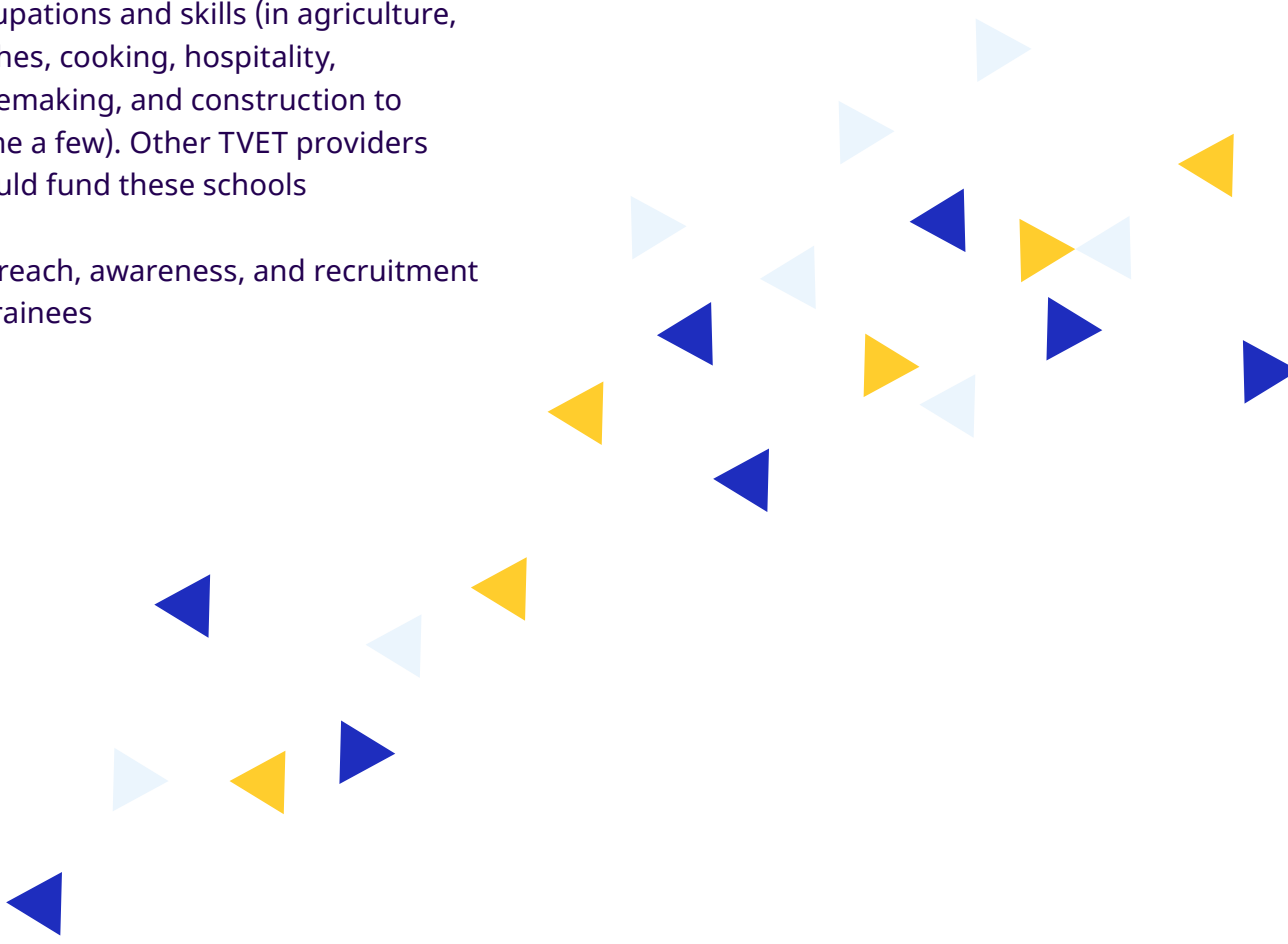 upations and skills (in agriculture,
hes, cooking, hospitality,
emaking, and construction to
ne a few). Other TVET providers
uld fund these schools
reach, awareness, and recruitment
rainees